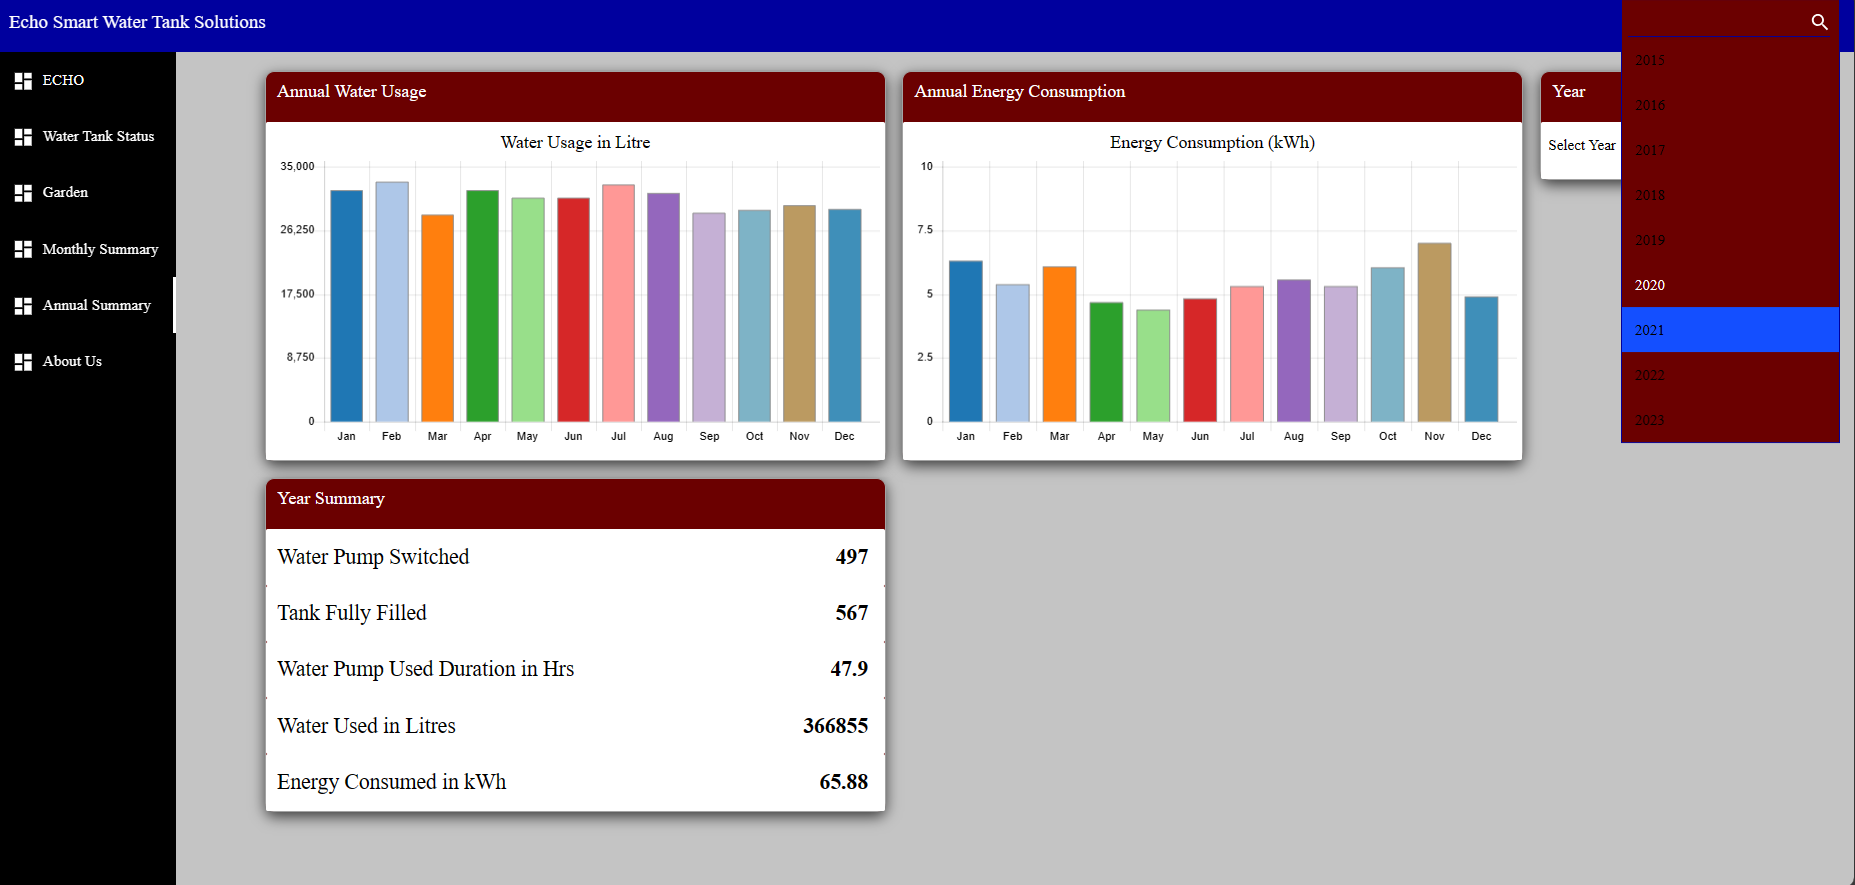 Echo Smart Water Tank Solutions
ECHO
Water Tank Status
Garden
Monthly Summary
Annual Summary
About Us
Annual Water Usage
Water Usage in Litre
35,000
26,250
17,500
8,750
0
Jan Feb Mar Apr May Jun Jul Aug Sep Oct Nov Dec
Annual Energy Consumption
Energy Consumption (kWh)
10
7.5
5
2.5
0
Jan Feb Mar Apr May Jun Jul Aug Sep Oct Nov Dec
Year
Select Year
2015
2016
2017
2018
2019
2020
2021
2022
2023
Year Summary
Water Pump Switched 497
Tank Fully Filled 567
Water Pump Used Duration in Hrs 47.9
Water Used in Litres 366855
Energy Consumed in kWh 65.88